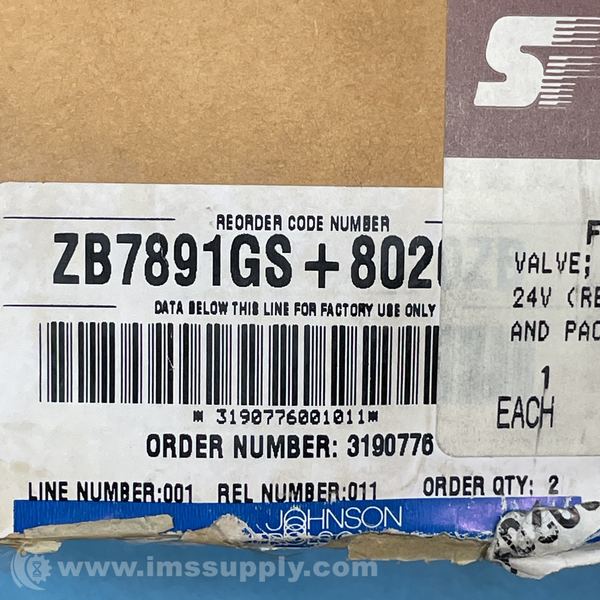 REORDER CODE NUMBER
ZB7891GS + 802
DATA BELOW THIS LINE FOR FACTORY USE ONLY
* 3190776001011*
ORDER NUMBER: 3190776
LINE NUMBER:001 REL NUMBER:011 ORDER QTY: 2
JOHNSON
VALVE;
24V (RE
AND PAC
1
EACH
www.imssupply.com